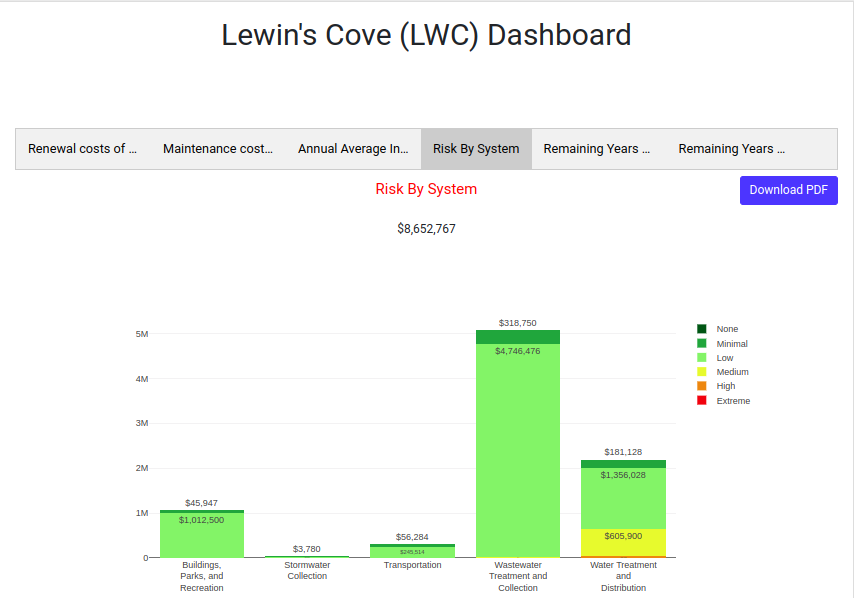 Lewin's Cove (LWC) Dashboard
Renewal costs of ... Maintenance cost... Annual Average In... Risk By System Remaining Years ... Remaining Years ...
Risk By System
Download PDF
$8,652,767
5M
4M
3M
2M
1M
0
$45,947
$1,012,500
$3,780
$56,284
$245,514
$318,750
$4,746,476
$181,128
$1,356,028
$605,900
Buildings,
Parks, and
Recreation
Stormwater
Collection
Transportation
Wastewater
Treatment and
Collection
Water Treatment
and
Distribution
None
Minimal
Low
Medium
High
Extreme